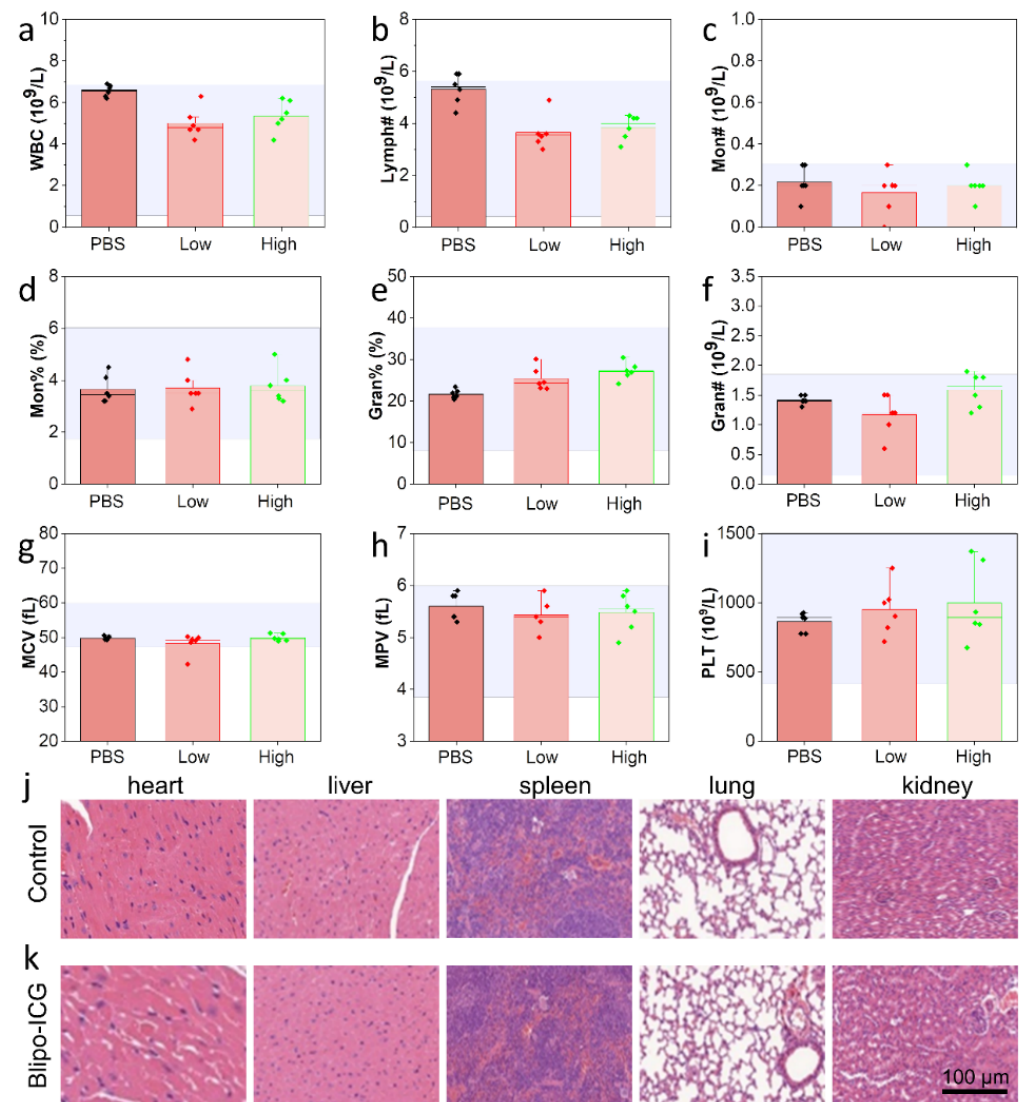 a
WBC (10⁹/L)
10
8
6
4
2
0
PBS Low High
b
Lymph# (10⁹/L)
8
6
4
2
0
PBS Low High
c
Mon# (10⁹/L)
1.0
0.8
0.6
0.4
0.2
0.0
PBS Low High
d
Mon% (%)
8
6
4
2
0
PBS Low High
e
Gran% (%)
50
40
30
20
10
0
PBS Low High
f
Gran# (10⁹/L)
3.5
3.0
2.5
2.0
1.5
1.0
0.5
0.0
PBS Low High
g
MCV (fL)
80
70
60
50
40
30
20
PBS Low High
h
MPV (fL)
7
6
5
4
3
PBS Low High
i
PLT (10⁹/L)
1500
1000
500
0
PBS Low High
j
heart liver spleen lung kidney
Control
k
Blipo-ICG
100 μm